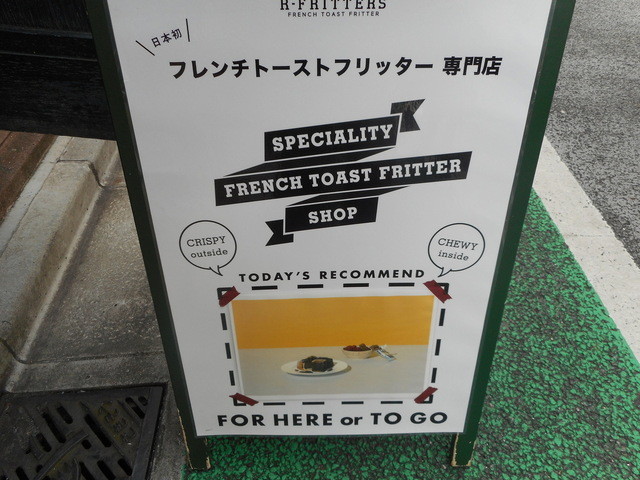 R-FRITTERS
FRENCH TOAST FRITTER
日本初
フレンチトーストフリッター 専門店
SPECIALITY
FRENCH TOAST FRITTER
SHOP
CRISPY
outside
CHEWY
inside
TODAY'S RECOMMEND
FOR HERE or TO GO